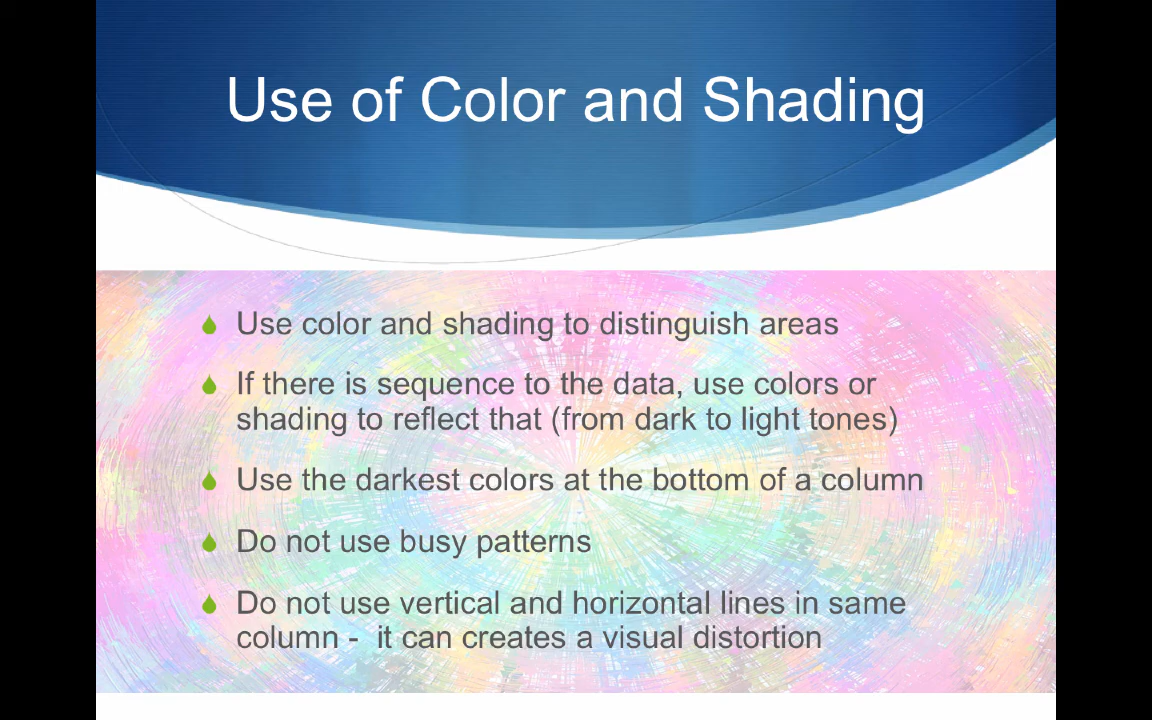 Use of Color and Shading
Use color and shading to distinguish areas
If there is sequence to the data, use colors or
shading to reflect that (from dark to light tones)
Use the darkest colors at the bottom of a column
Do not use busy patterns
Do not use vertical and horizontal lines in same
column -  it can creates a visual distortion